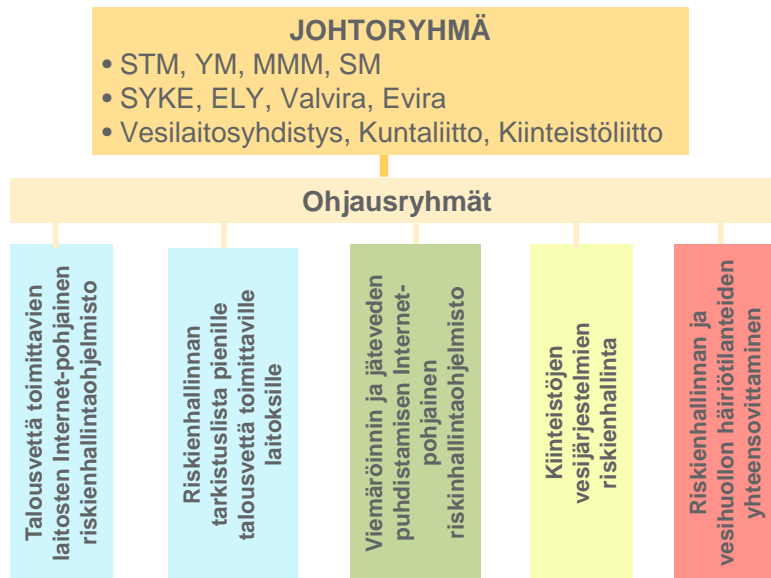 JOHTORYHMÄ
• STM, YM, MMM, SM
• SYKE, ELY, Valvira, Evira
• Vesilaitosyhdistys, Kuntaliitto, Kiinteistöliitto
Ohjausryhmät
Talousvettä toimittavien
laitosten Internet-pohjainen
riskienhallintaohjelmisto
Riskienhallinnan
tarkistuslista pienille
talousvettä toimittaville
laitoksille
Viemäröinnin ja jäteveden
puhdistamisen Internet-
pohjainen
riskinhallintaohjelmisto
Kiinteistöjen
vesijärjestelmien
riskienhallinta
Riskienhallinnan ja
vesihuollon häiriötilanteiden
yhteensovittaminen